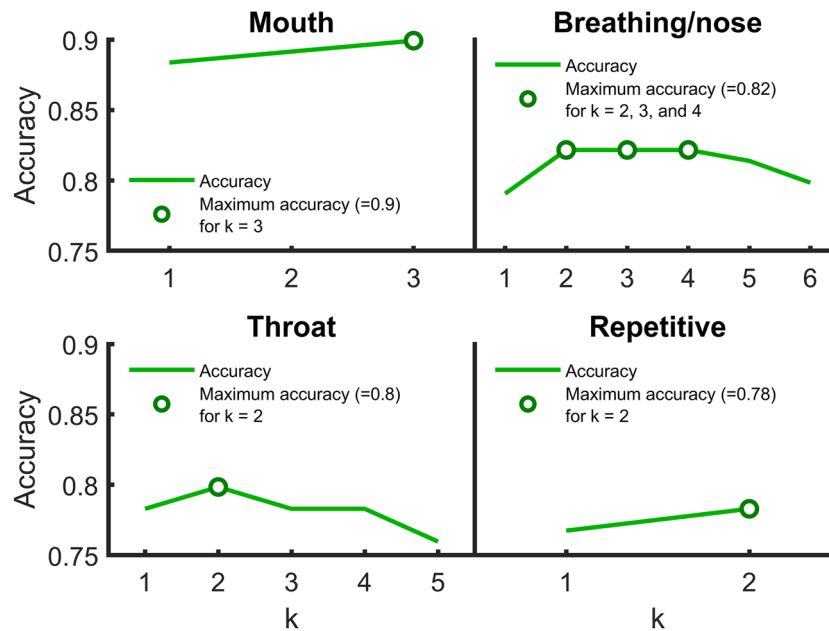 Mouth
Accuracy
0.9
0.85
0.8
0.75
Accuracy
Maximum accuracy (=0.9)
for k = 3
1 2 3
Breathing/nose
Accuracy
Maximum accuracy (=0.82)
for k = 2, 3, and 4
1 2 3 4 5 6
Throat
Accuracy
0.9
0.85
0.8
0.75
Accuracy
Maximum accuracy (=0.8)
for k = 2
1 2 3 4 5
k
Repetitive
Accuracy
Maximum accuracy (=0.78)
for k = 2
1 2
k